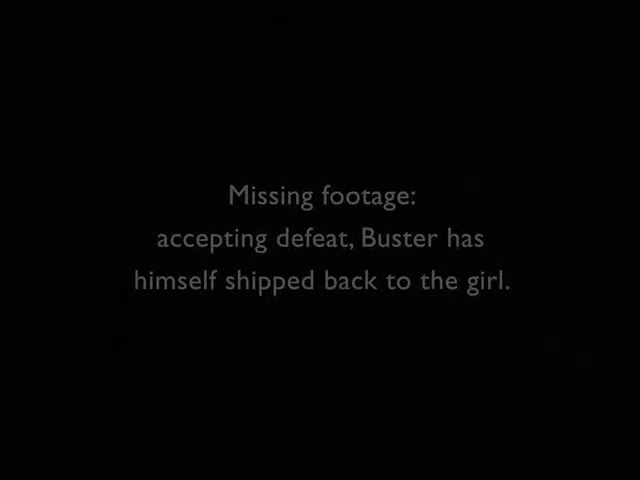 Missing footage:
accepting defeat, Buster has
himself shipped back to the girl.